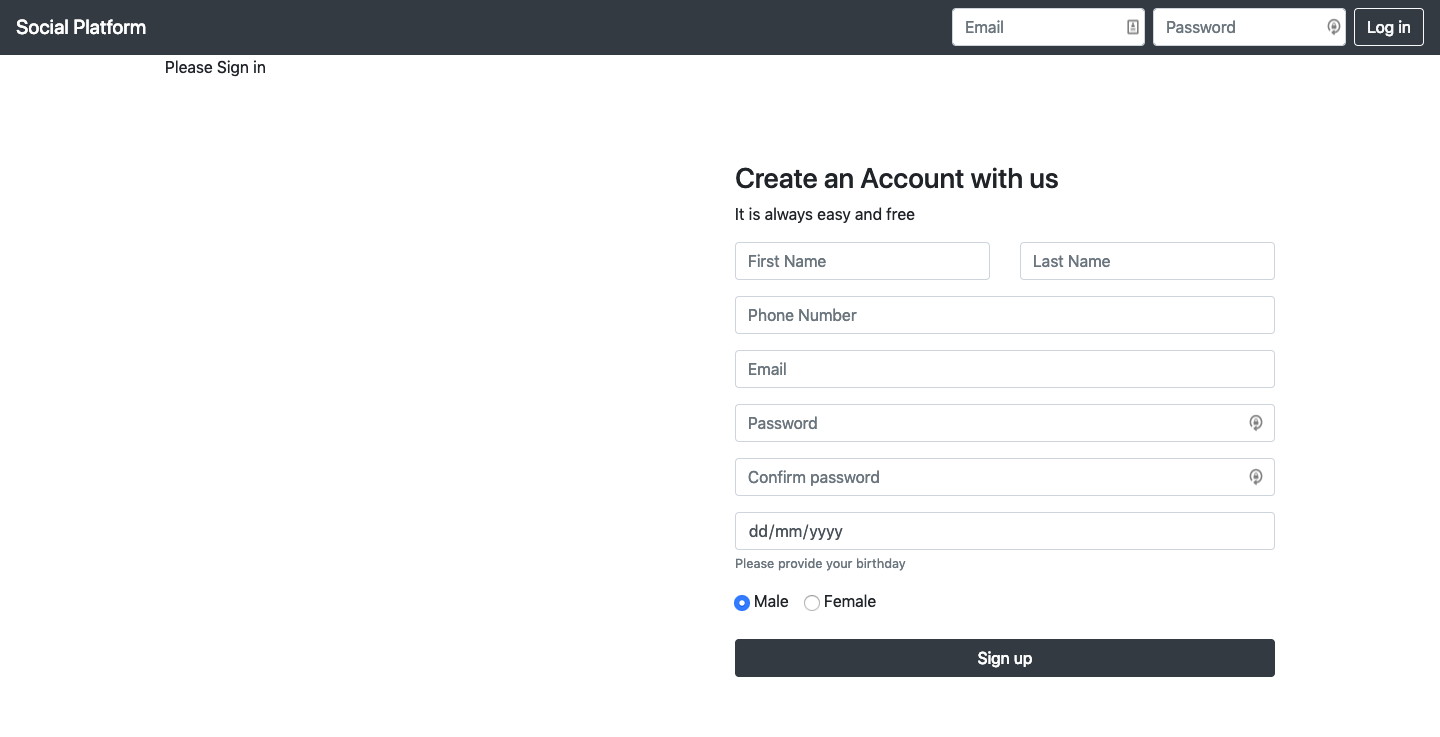 Social Platform Email Password Log in
Please Sign in
Create an Account with us
It is always easy and free
First Name Last Name
Phone Number
Email
Password
Confirm password
dd/mm/yyyy
Please provide your birthday
Male Female
Sign up